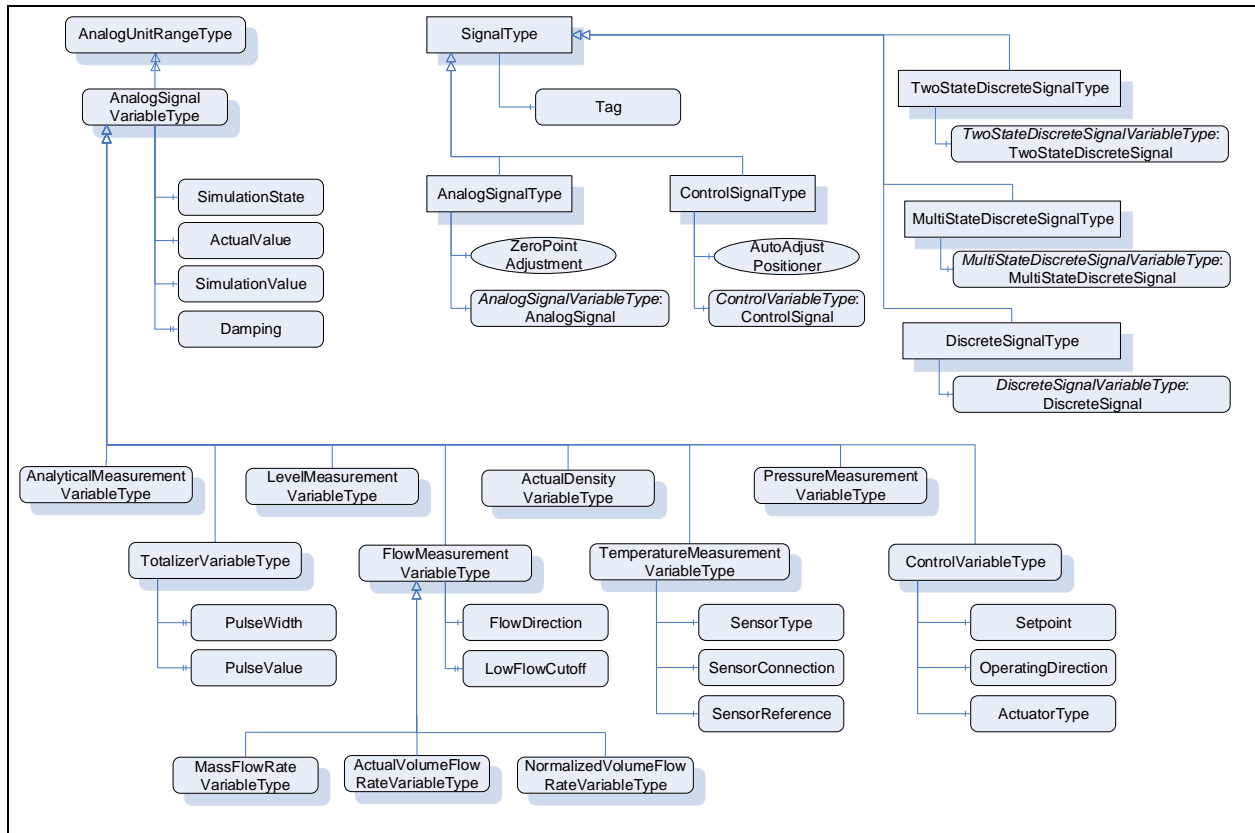 AnalogUnitRangeType
AnalogSignal
VariableType
SimulationState
ActualValue
SimulationValue
Damping
SignalType
Tag
AnalogSignalType
ZeroPoint
Adjustment
AnalogSignalVariableType:
AnalogSignal
ControlSignalType
AutoAdjust
Positioner
ControlVariableType:
ControlSignal
TwoStateDiscreteSignalType
TwoStateDiscreteSignalVariableType:
TwoStateDiscreteSignal
MultiStateDiscreteSignalType
MultiStateDiscreteSignalVariableType:
MultiStateDiscreteSignal
DiscreteSignalType
DiscreteSignalVariableType:
DiscreteSignal
AnalyticalMeasurement
VariableType
LevelMeasurement
VariableType
ActualDensity
VariableType
PressureMeasurement
VariableType
TotalizerVariableType
PulseWidth
PulseValue
FlowMeasurement
VariableType
FlowDirection
LowFlowCutoff
TemperatureMeasurement
VariableType
SensorType
SensorConnection
SensorReference
ControlVariableType
Setpoint
OperatingDirection
ActuatorType
MassFlowRate
VariableType
ActualVolumeFlow
RateVariableType
NormalizedVolumeFlow
RateVariableType